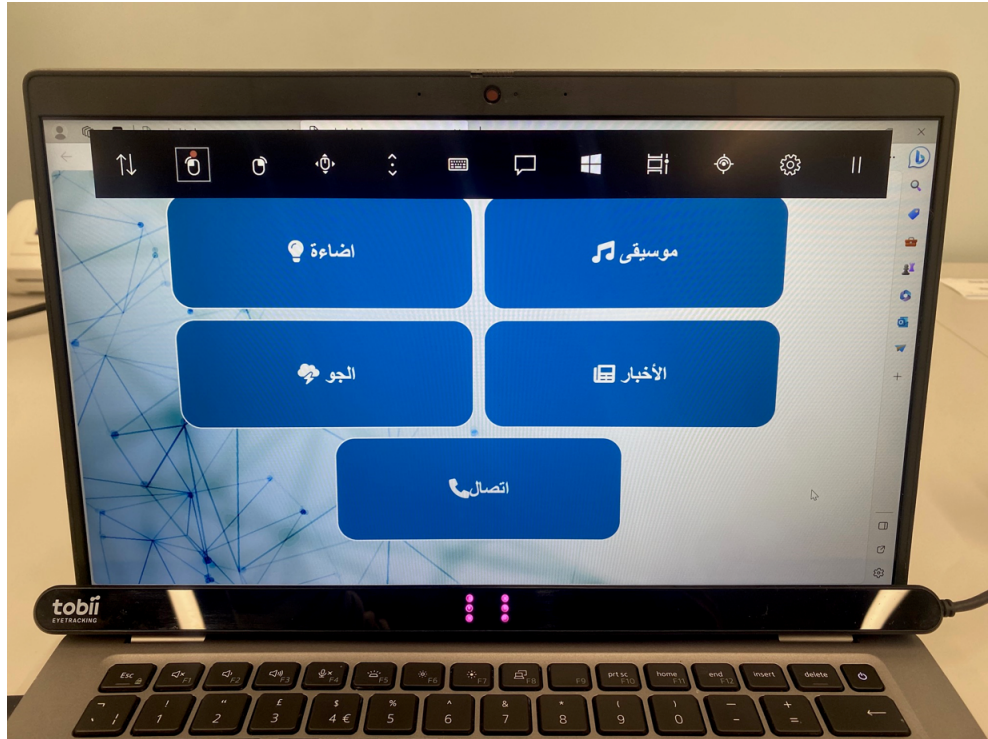 موسيقى
اضاءة
الأخبار
الجو
اتصال
tobii
EYETRACKING
Esc F1 F2 F3 F4 F5 F6 F7 F8 F9 prt sc F10 home F11 end F12 insert delete
! " £ $ % ^ & * ( ) _ +
1 2 3 4 € 5 6 7 8 9 0 - =